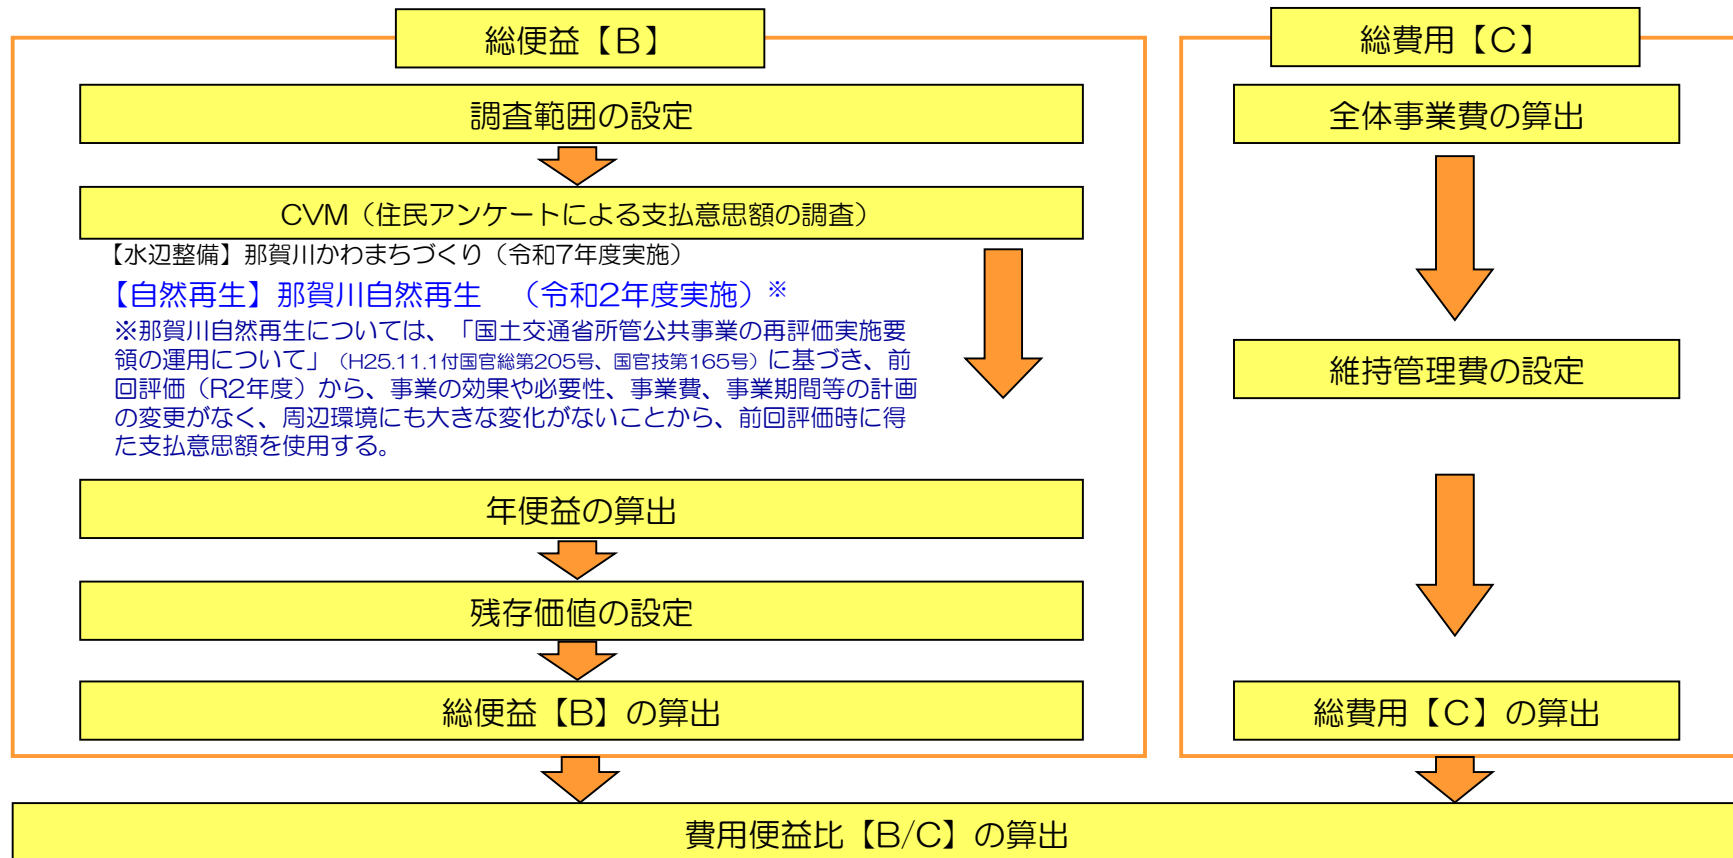 総便益【B】
調査範囲の設定
CVM（住民アンケートによる支払意思額の調査）
【水辺整備】那賀川かわまちづくり（令和7年度実施）
【自然再生】那賀川自然再生　（令和2年度実施）※
※那賀川自然再生については、「国土交通省所管公共事業の再評価実施要
領の運用について」（H25.11.1付国官総第205号、国官技第165号）に基づき、前
回評価（R2年度）から、事業の効果や必要性、事業費、事業期間等の計画
の変更がなく、周辺環境にも大きな変化がないことから、前回評価時に得
た支払意思額を使用する。
年便益の算出
残存価値の設定
総便益【B】の算出
総費用【C】
全体事業費の算出
維持管理費の設定
総費用【C】の算出
費用便益比【B/C】の算出